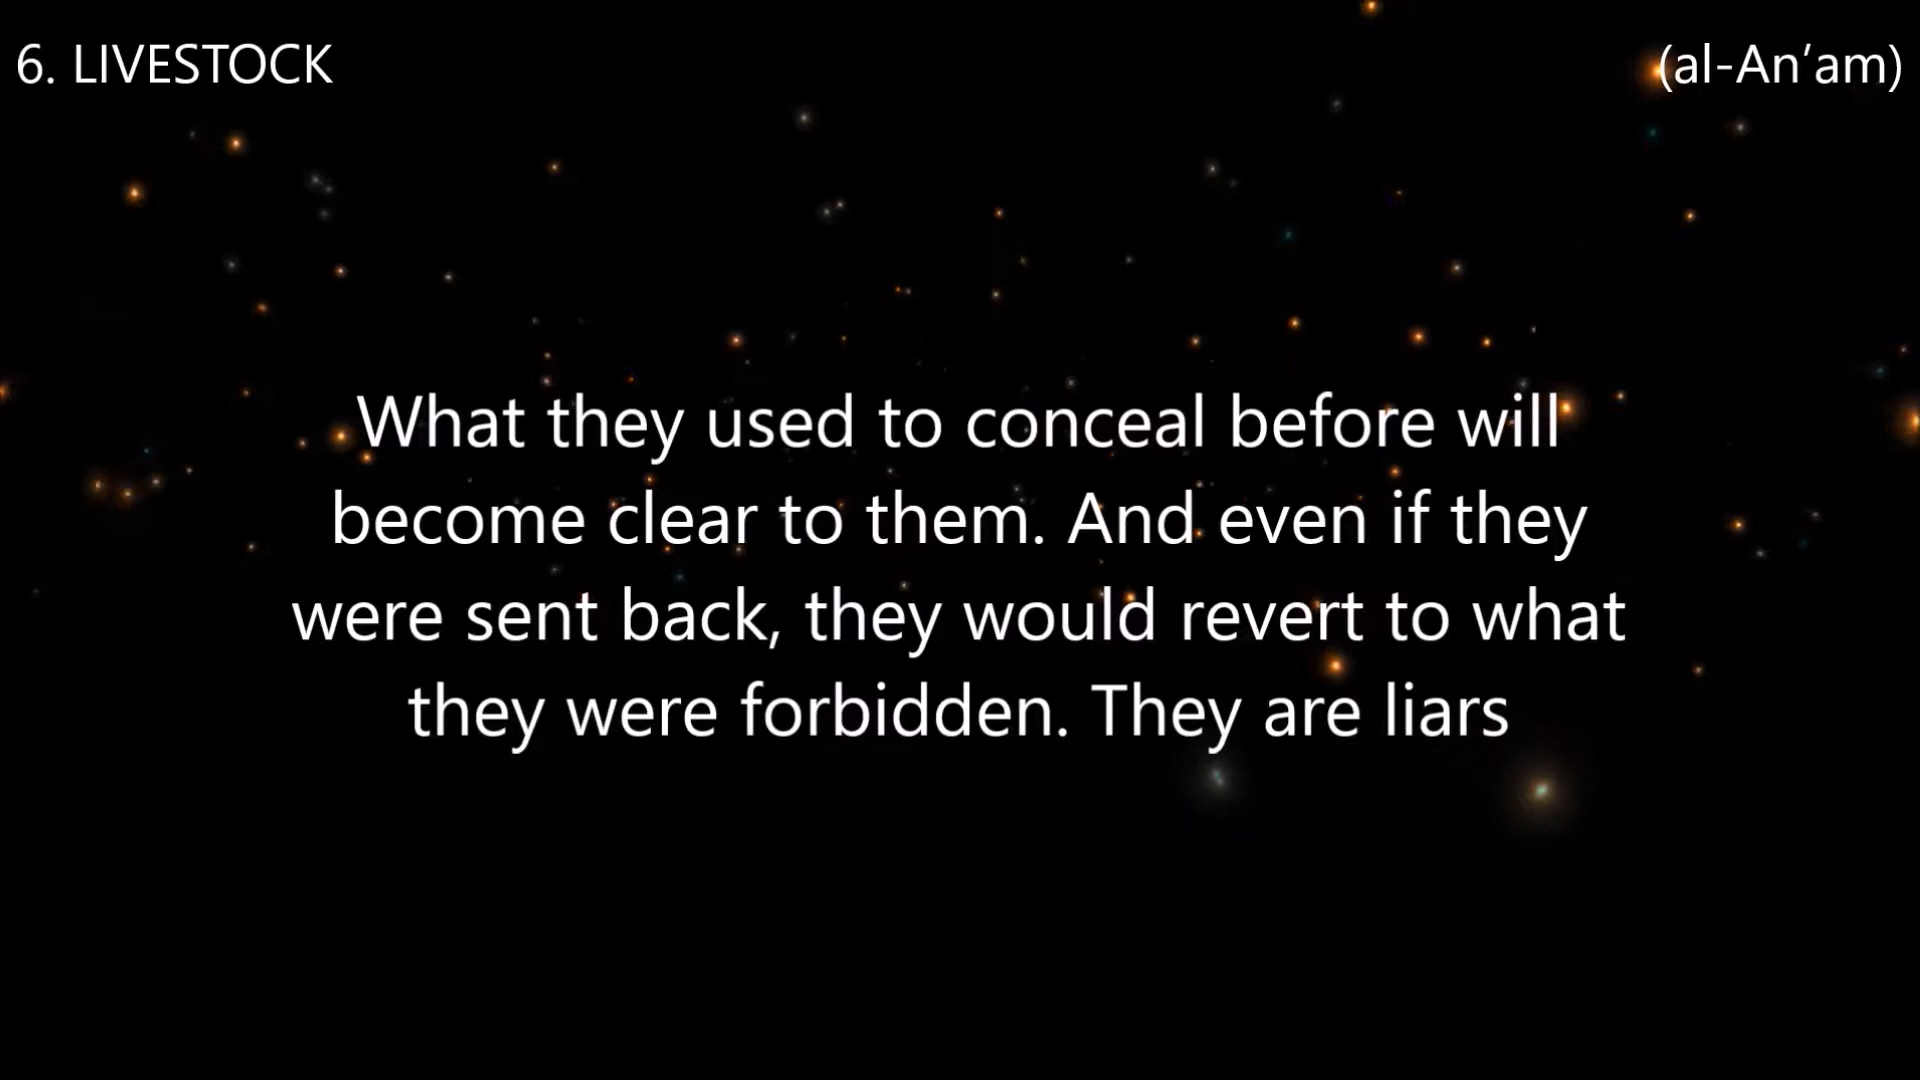 6. LIVESTOCK
(al-An’am)
What they used to conceal before will
become clear to them. And even if they
were sent back, they would revert to what
they were forbidden. They are liars